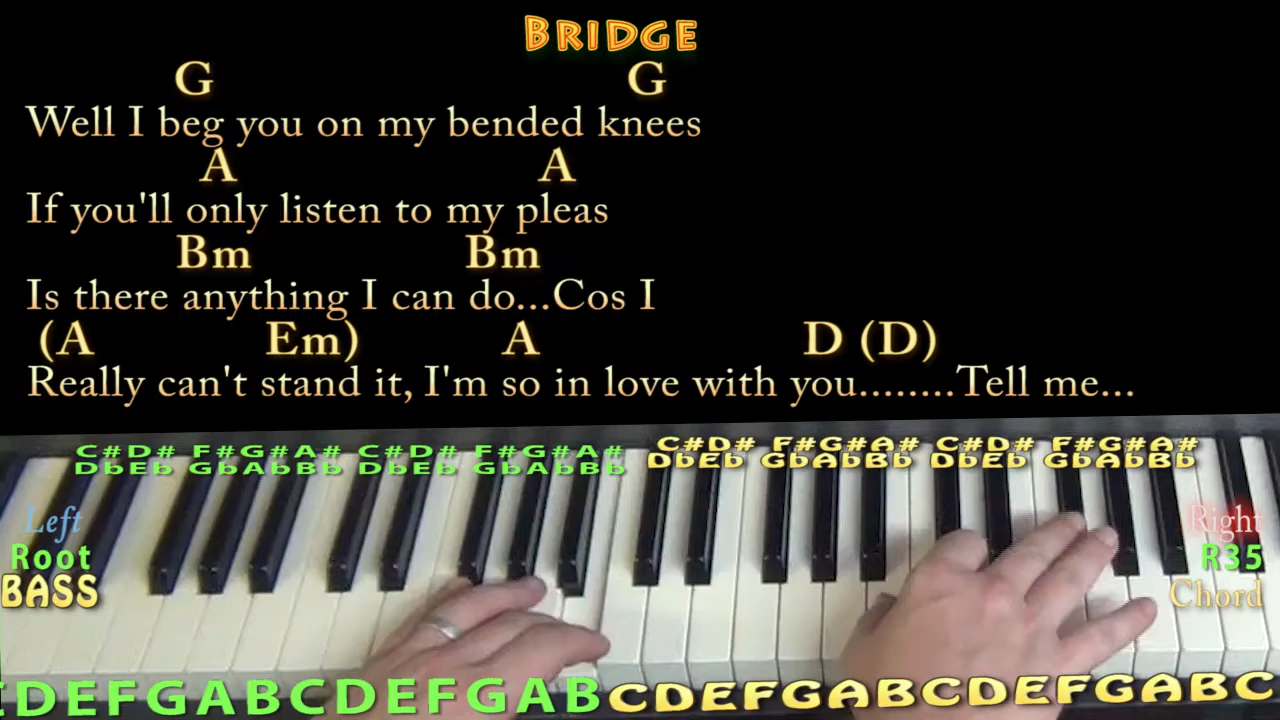 BRIDGE
G G
Well I beg you on my bended knees
A A
If you'll only listen to my pleas
Bm Bm
Is there anything I can do...Cos I
(A Em) A D (D)
Really can't stand it, I'm so in love with you........Tell me...
C#D# F#G#A# C#D# F#G#A# C#D# F#G#A# C#D# F#G#A#
DbEb GbAbBb DbEb GbAbBb DbEb GbAbBb DbEb GbAbBb
Left Right
Root R35
BASS Chord
CDEFGABCDEFGAB CDEFGABCDEFGABC